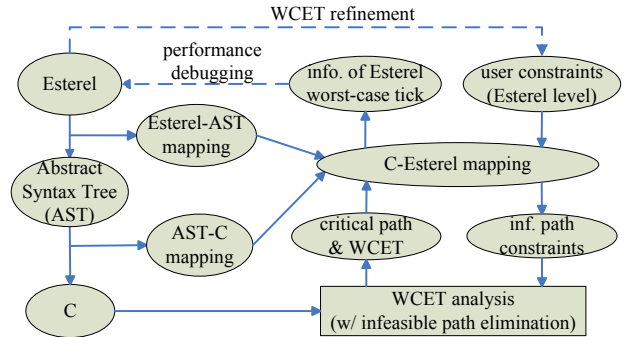 WCET refinement
performance
debugging
Esterel
info. of Esterel
worst-case tick
user constraints
(Esterel level)
Esterel-AST
mapping
C-Esterel mapping
Abstract
Syntax Tree
(AST)
AST-C
mapping
critical path
& WCET
inf. path
constraints
C
WCET analysis
(w/ infeasible path elimination)